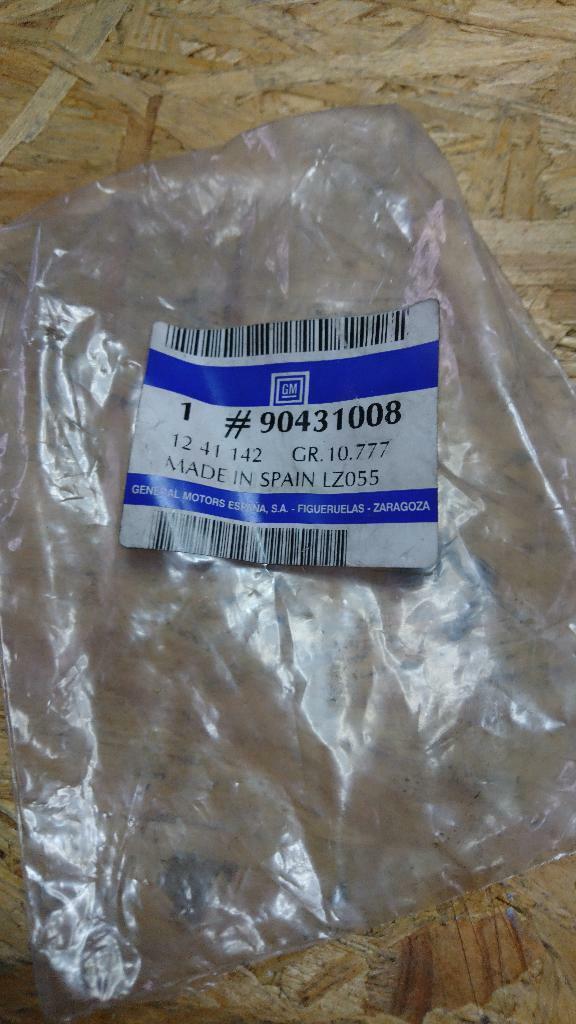 GM
1 # 90431008
12 41 142 GR.10.777
MADE IN SPAIN LZ055
GENERAL MOTORS ESPAÑA, S.A. - FIGUERUELAS - ZARAGOZA